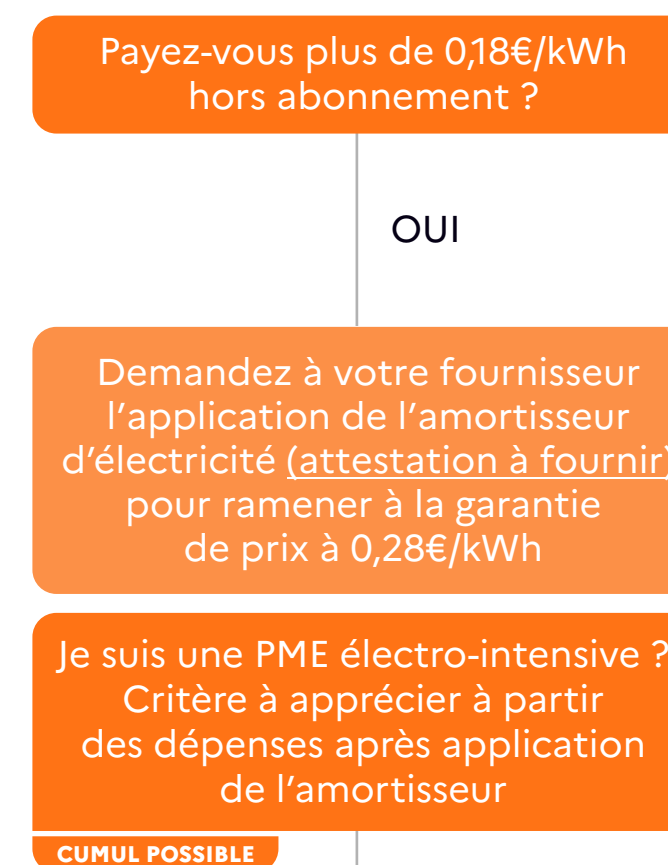 Payez-vous plus de 0,18€/kWh
hors abonnement ?
OUI
Demandez à votre fournisseur
l’application de l’amortisseur
d’électricité (attestation à fournir)
pour ramener à la garantie
de prix à 0,28€/kWh
Je suis une PME électro-intensive ?
Critère à apprécier à partir
des dépenses après application
de l’amortisseur
CUMUL POSSIBLE